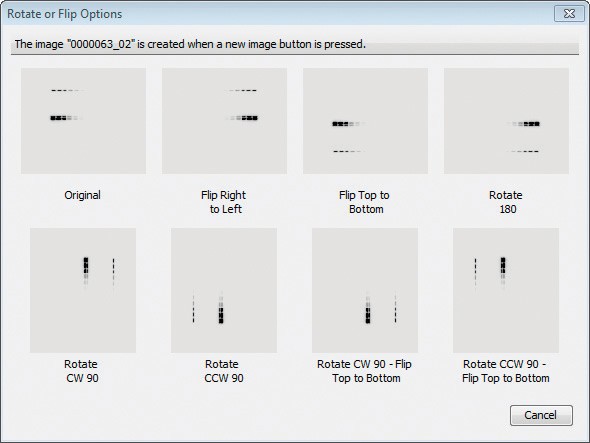 Rotate or Flip Options
The image "0000063_02" is created when a new image button is pressed.
Original
Flip Right
to Left
Flip Top to
Bottom
Rotate
180
Rotate
CW 90
Rotate
CCW 90
Rotate CW 90 - Flip
Top to Bottom
Rotate CCW 90 -
Flip Top to Bottom
Cancel